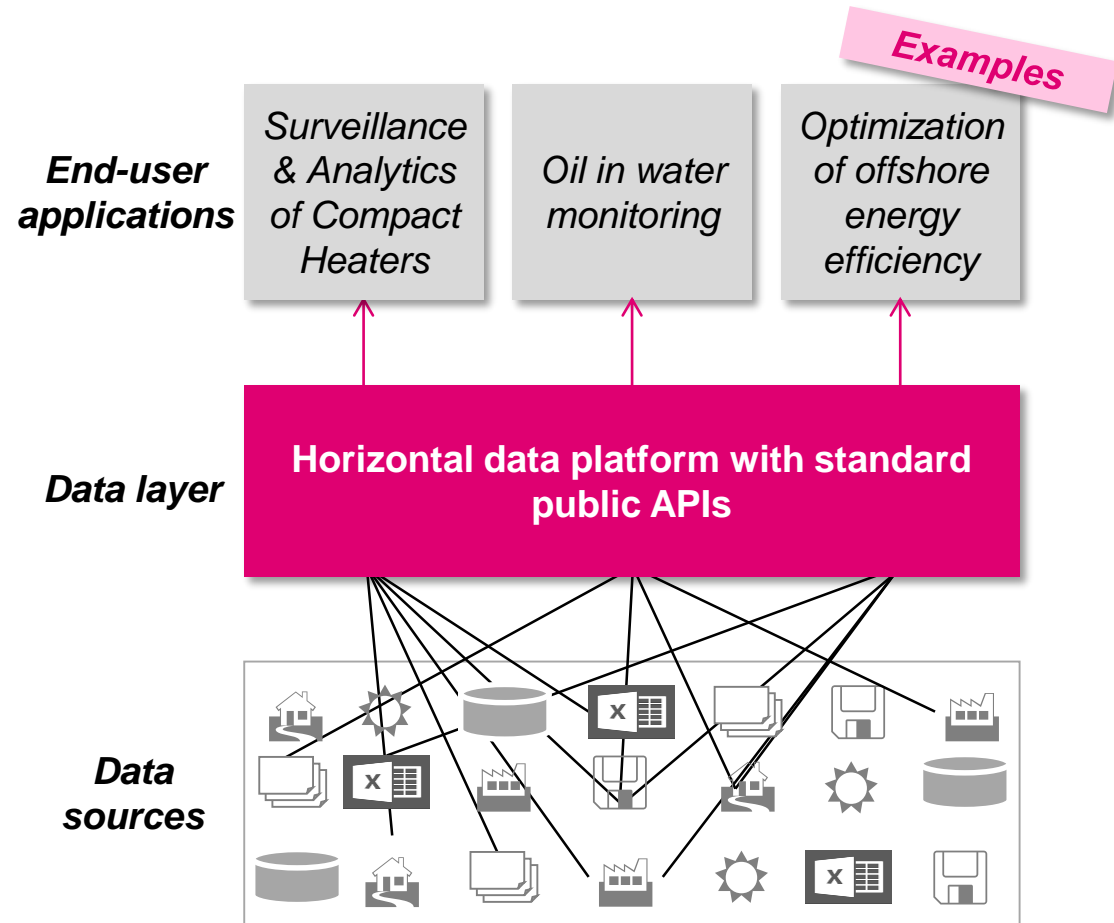 Examples
End-user
applications
Surveillance
& Analytics
of Compact
Heaters
Oil in water
monitoring
Optimization
of offshore
energy
efficiency
Data layer
Horizontal data platform with standard
public APIs
Data
sources
X
X
X